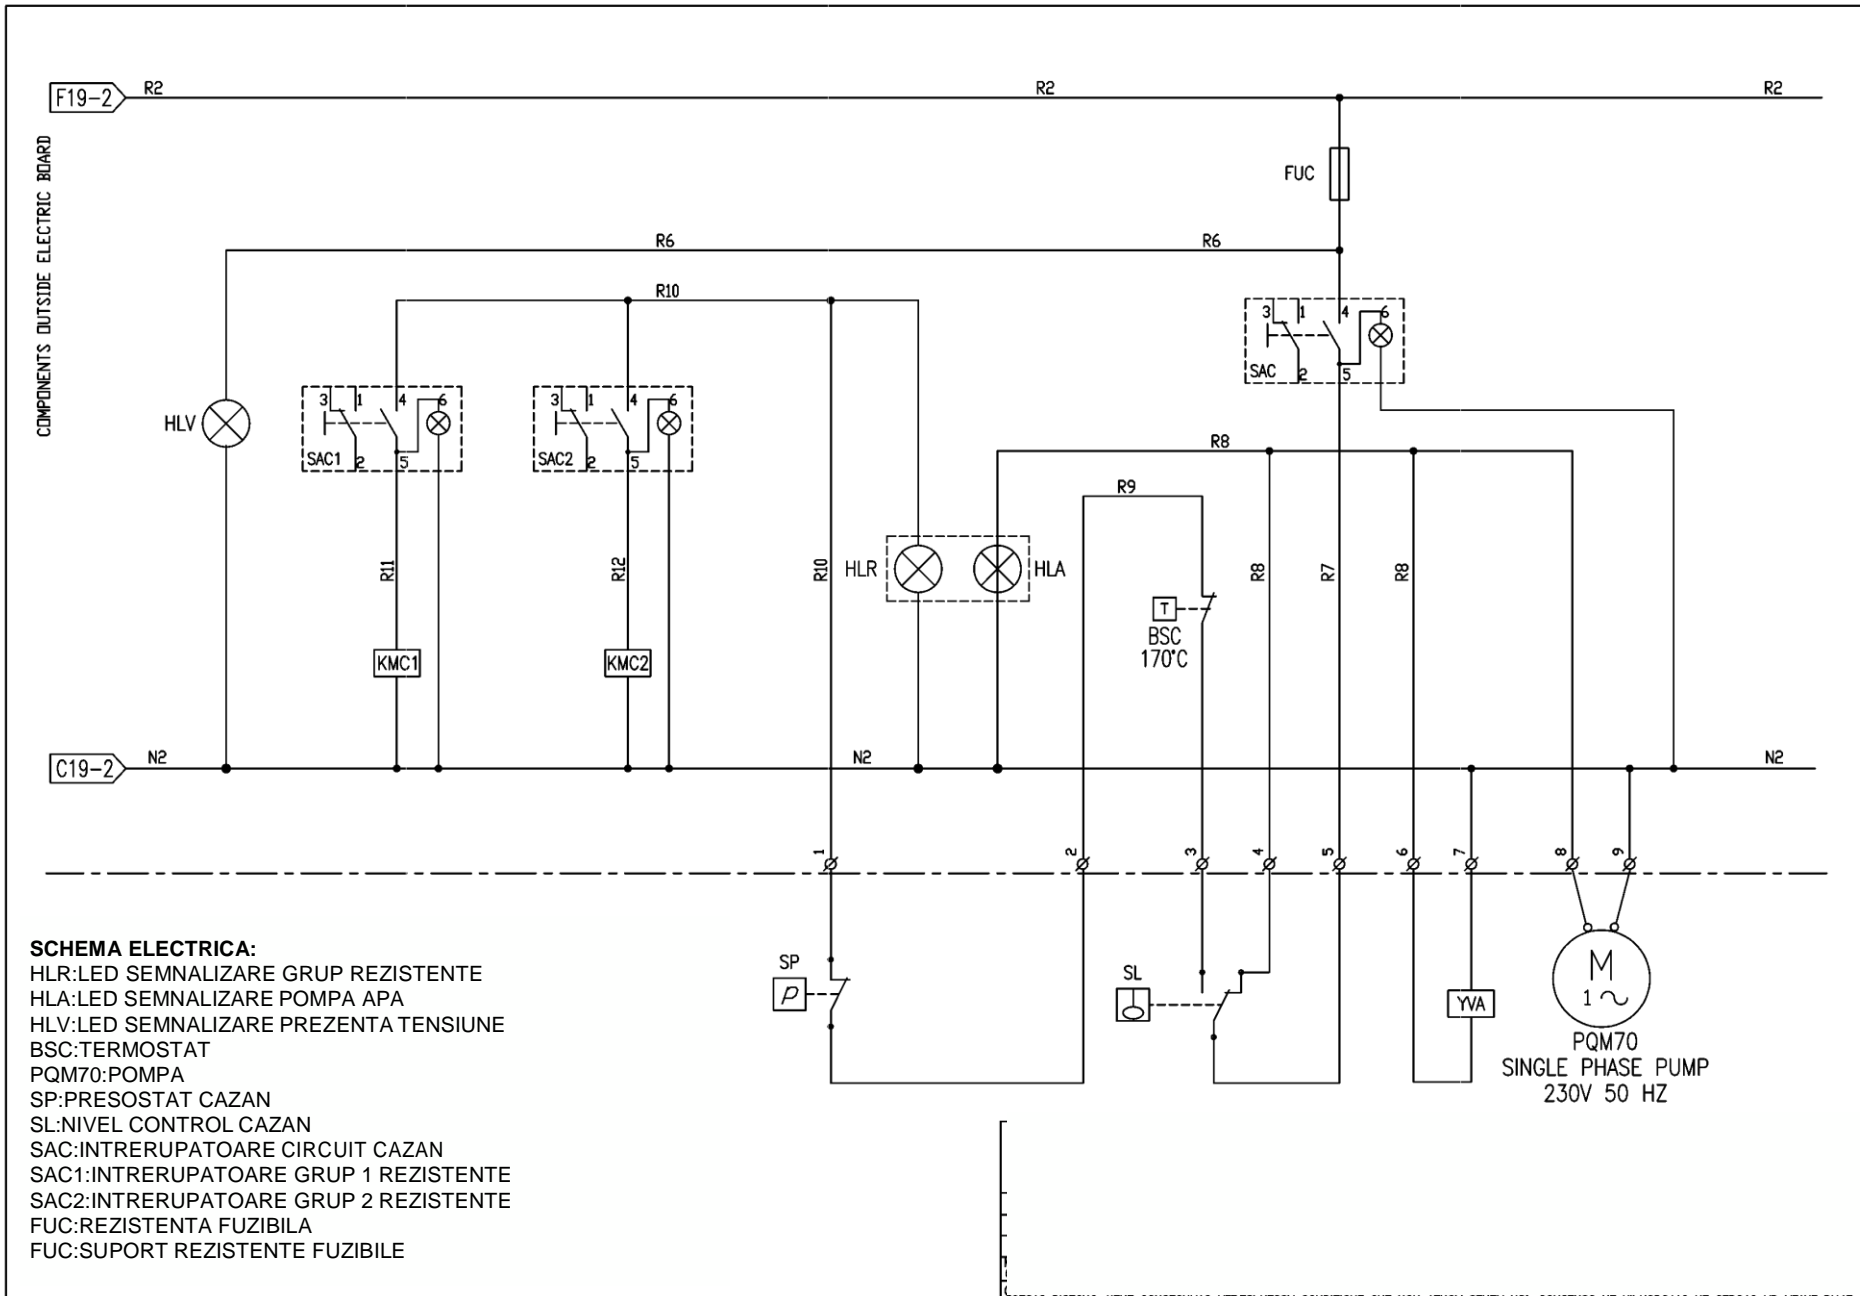 F19-2
R2
R2
R2
COMPONENTS OUTSIDE ELECTRIC BOARD
FUC
R6
R6
R10
3 1 4 6
SAC 2 5
HLV
3 1 4 6
SAC1 2 5
3 1 4 6
SAC2 2 5
R8
R9
R11
R12
R10
HLR
HLA
T
BSC
170°C
R8
R7
R8
KMC1
KMC2
C19-2
N2
N2
N2
1
2
3
4
5
6
7
8
9
SP
P
SL
YVA
M
1
PQM70
SINGLE PHASE PUMP
230V 50 HZ
SCHEMA ELECTRICA:
HLR:LED SEMNALIZARE GRUP REZISTENTE
HLA:LED SEMNALIZARE POMPA APA
HLV:LED SEMNALIZARE PREZENTA TENSIUNE
BSC:TERMOSTAT
PQM70:POMPA
SP:PRESOSTAT CAZAN
SL:NIVEL CONTROL CAZAN
SAC:INTRERUPATOARE CIRCUIT CAZAN
SAC1:INTRERUPATOARE GRUP 1 REZISTENTE
SAC2:INTRERUPATOARE GRUP 2 REZISTENTE
FUC:REZISTENTA FUZIBILA
FUC:SUPORT REZISTENTE FUZIBILE